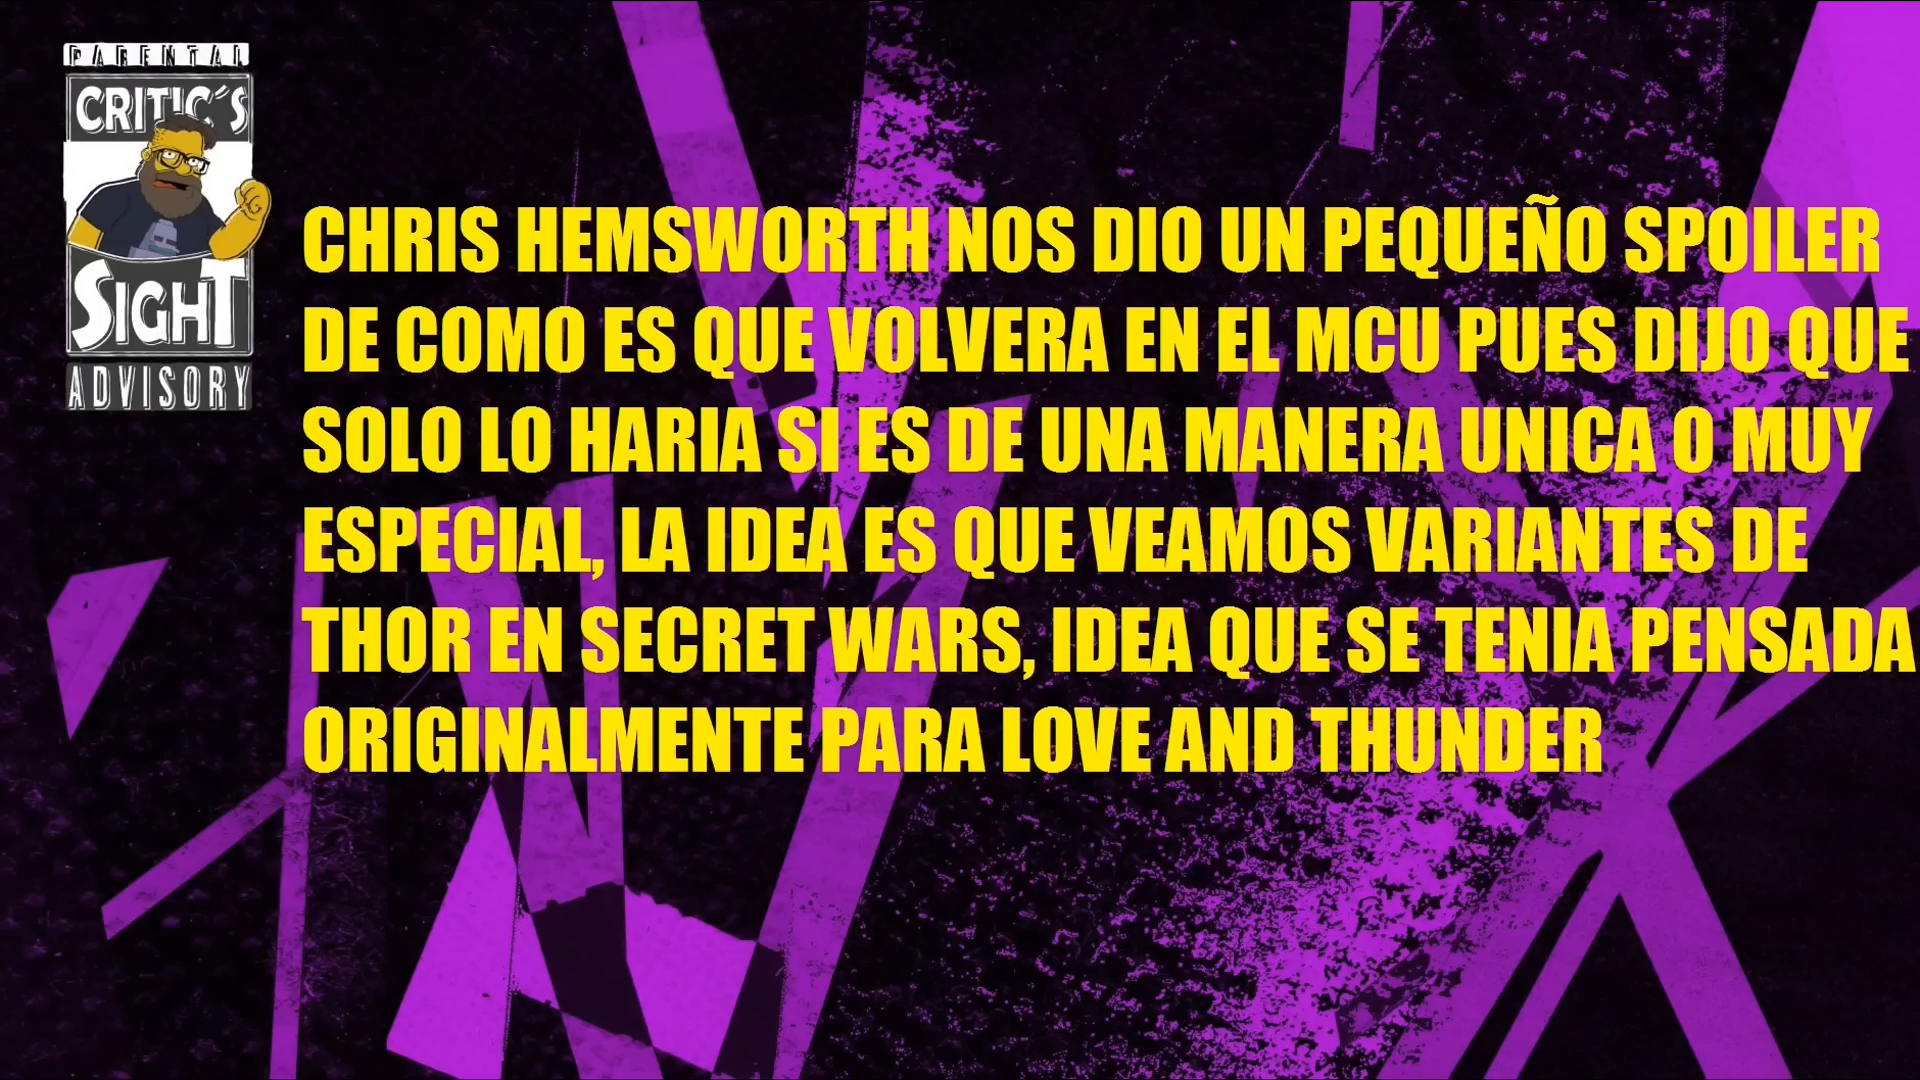 PARENTAL
CRITIC´S
SIGHT
ADVISORY
CHRIS HEMSWORTH NOS DIO UN PEQUEÑO SPOILER
DE COMO ES QUE VOLVERA EN EL MCU PUES DIJO QUE
SOLO LO HARIA SI ES DE UNA MANERA UNICA O MUY
ESPECIAL, LA IDEA ES QUE VEAMOS VARIANTES DE
THOR EN SECRET WARS, IDEA QUE SE TENIA PENSADA
ORIGINALMENTE PARA LOVE AND THUNDER